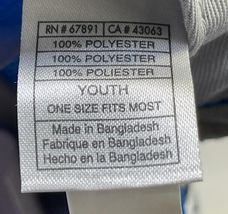 RN # 67891 CA # 43063
100% POLYESTER
100% POLYESTER
100% POLYESTER
YOUTH
ONE SIZE FITS MOST
Made in Bangladesh
Fabrique en Bangladesh
Hecho en la Bangladesh